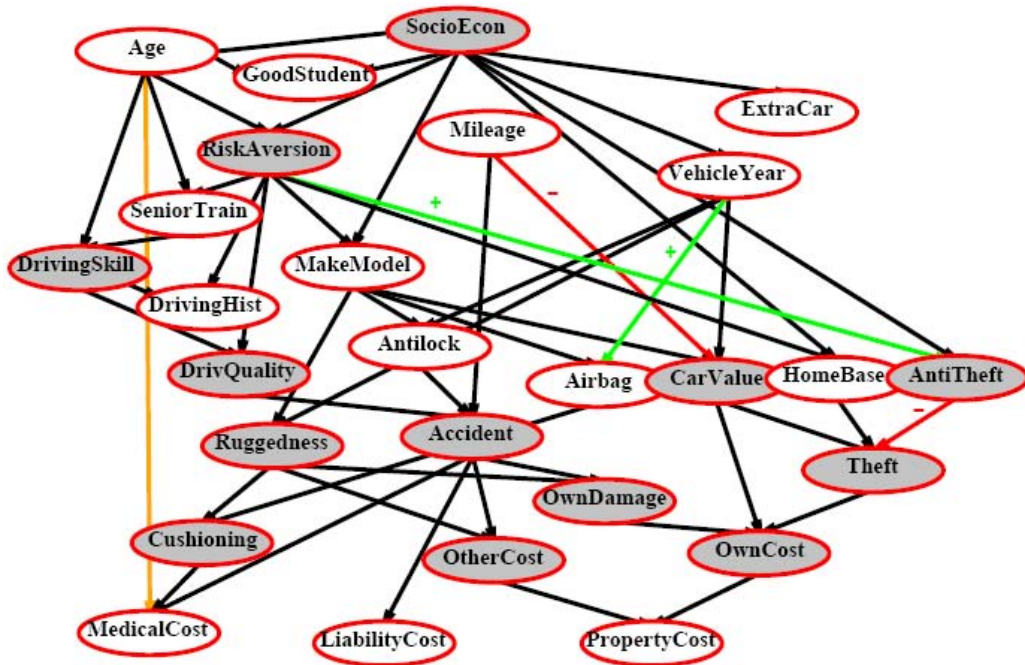 SocioEcon
Age
GoodStudent
ExtraCar
Mileage
RiskAversion
VehicleYear
−
+
SeniorTrain
+
DrivingSkill
MakeModel
DrivingHist
Antilock
DrivQuality
Airbag
CarValue
HomeBase
AntiTheft
−
Ruggedness
Accident
Theft
OwnDamage
Cushioning
OtherCost
OwnCost
MedicalCost
LiabilityCost
PropertyCost